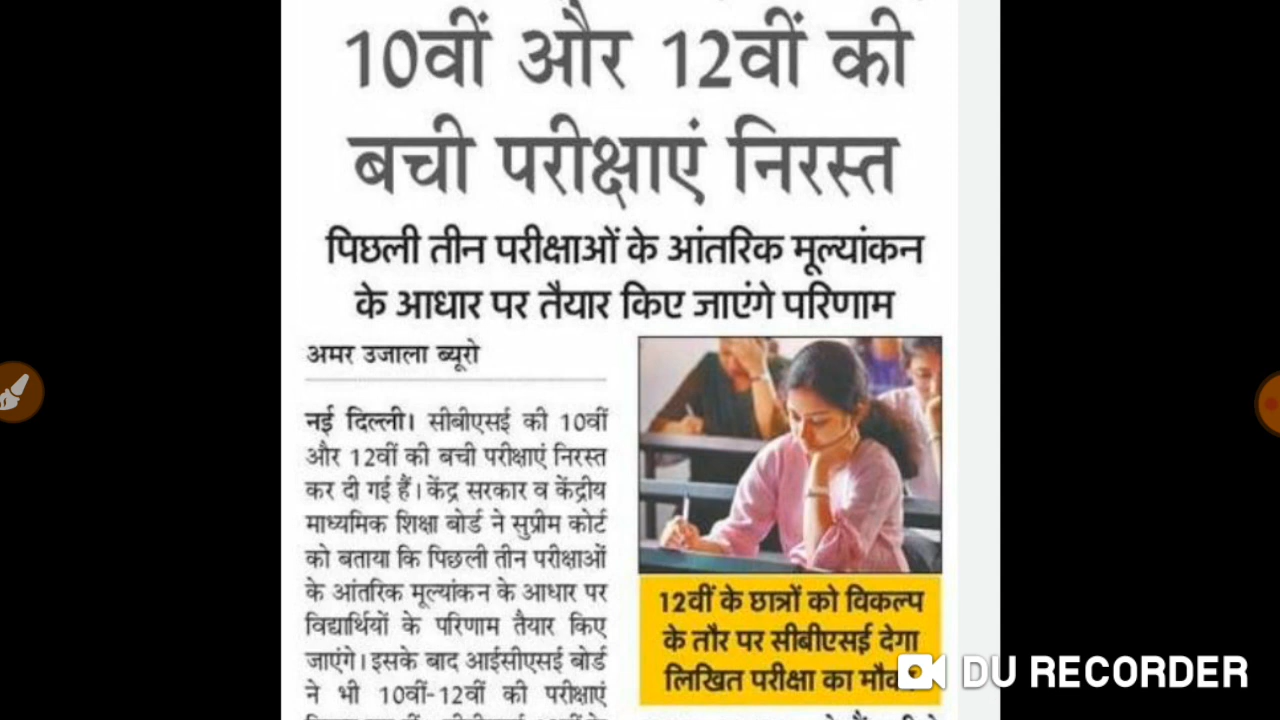 10वीं और 12वीं की
बची परीक्षाएं निरस्त
पिछली तीन परीक्षाओं के आंतरिक मूल्यांकन
के आधार पर तैयार किए जाएंगे परिणाम
अमर उजाला ब्यूरो
नई दिल्ली। सीबीएसई की 10वीं
और 12वीं की बची परीक्षाएं निरस्त
कर दी गई हैं। केंद्र सरकार व केंद्रीय
माध्यमिक शिक्षा बोर्ड ने सुप्रीम कोर्ट
को बताया कि पिछली तीन परीक्षाओं
के आंतरिक मूल्यांकन के आधार पर
विद्यार्थियों के परिणाम तैयार किए
जाएंगे। इसके बाद आईसीएसई बोर्ड
ने भी 10वीं-12वीं की परीक्षाएं
12वीं के छात्रों को विकल्प
के तौर पर सीबीएसई देगा
लिखित परीक्षा का
DU RECORDER